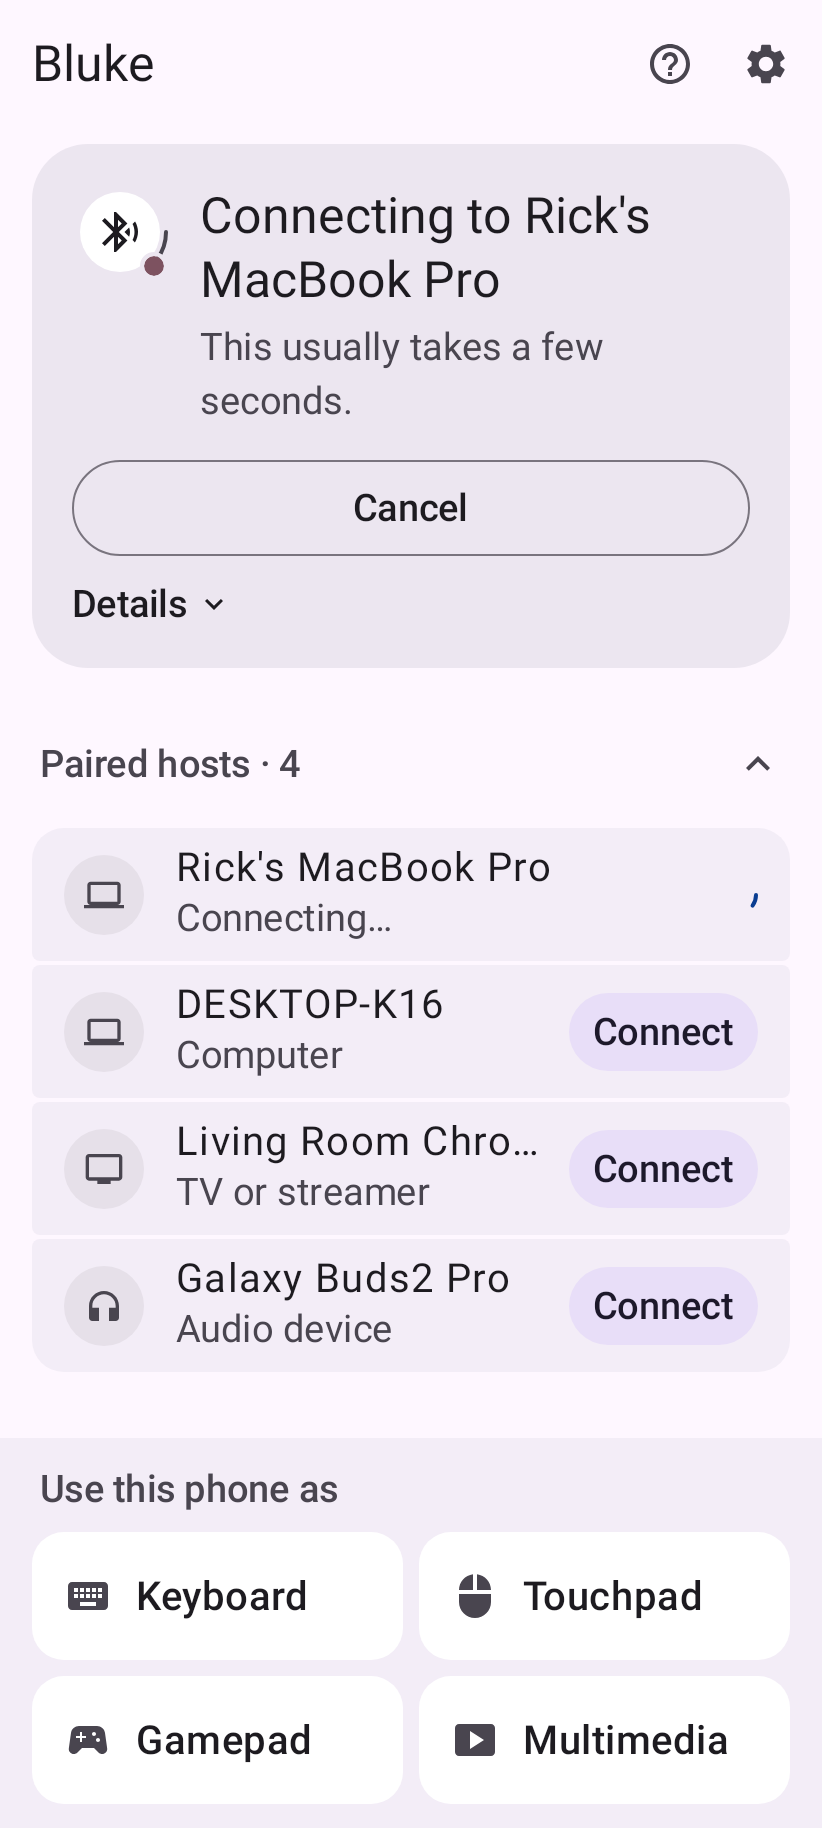 Bluke
Connecting to Rick's
MacBook Pro
This usually takes a few
seconds.
Cancel
Details
Paired hosts · 4
Rick's MacBook Pro
Connecting…
DESKTOP-K16
Computer
Connect
Living Room Chro…
TV or streamer
Connect
Galaxy Buds2 Pro
Audio device
Connect
Use this phone as
Keyboard
Touchpad
Gamepad
Multimedia